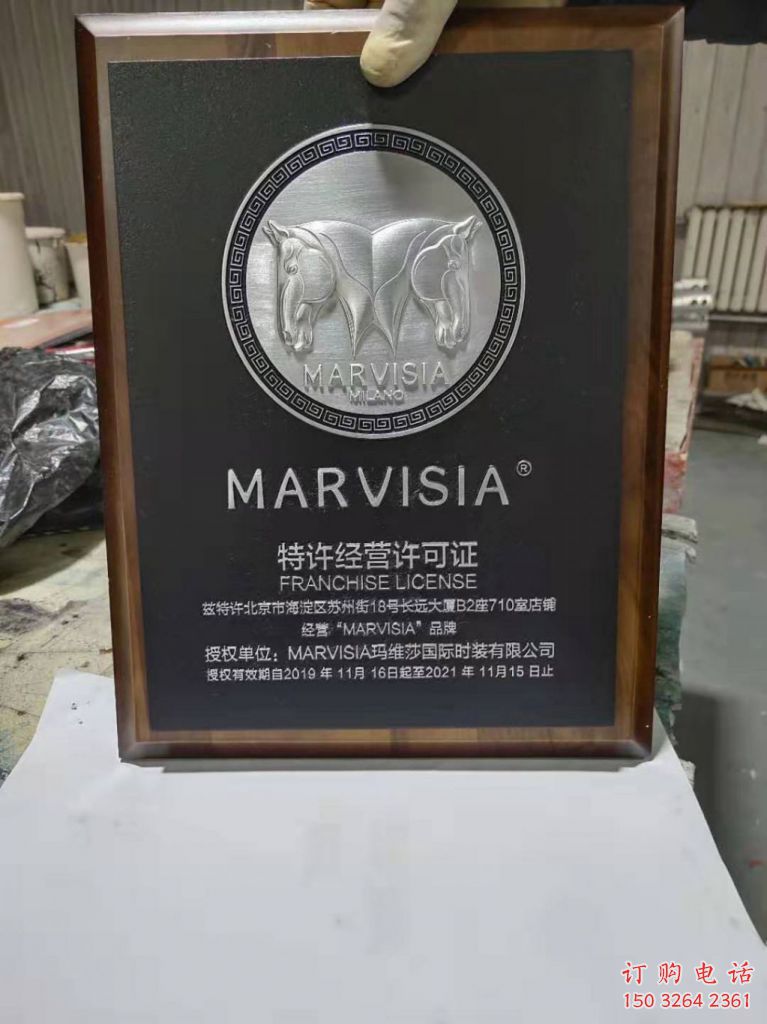 MARVISIA
MILANO
MARVISIA®
特许经营许可证
FRANCHISE LICENSE
兹特许北京市海淀区苏州街18号长远大厦B2座710室店铺
经营“MARVISIA”品牌
授权单位：MARVISIA玛维莎国际时装有限公司
授权有效期自2019 年 11月 16日起至2021 年 11月15 日止
订购电话
150 3264 2361